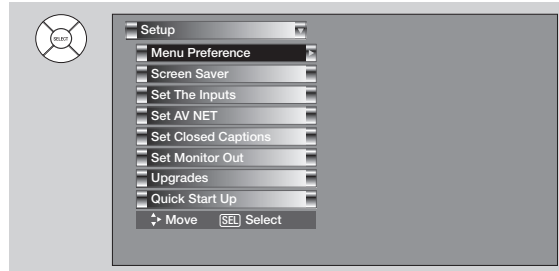 SELECT
Setup
Menu Preference
Screen Saver
Set The Inputs
Set AV NET
Set Closed Captions
Set Monitor Out
Upgrades
Quick Start Up
Move SEL Select